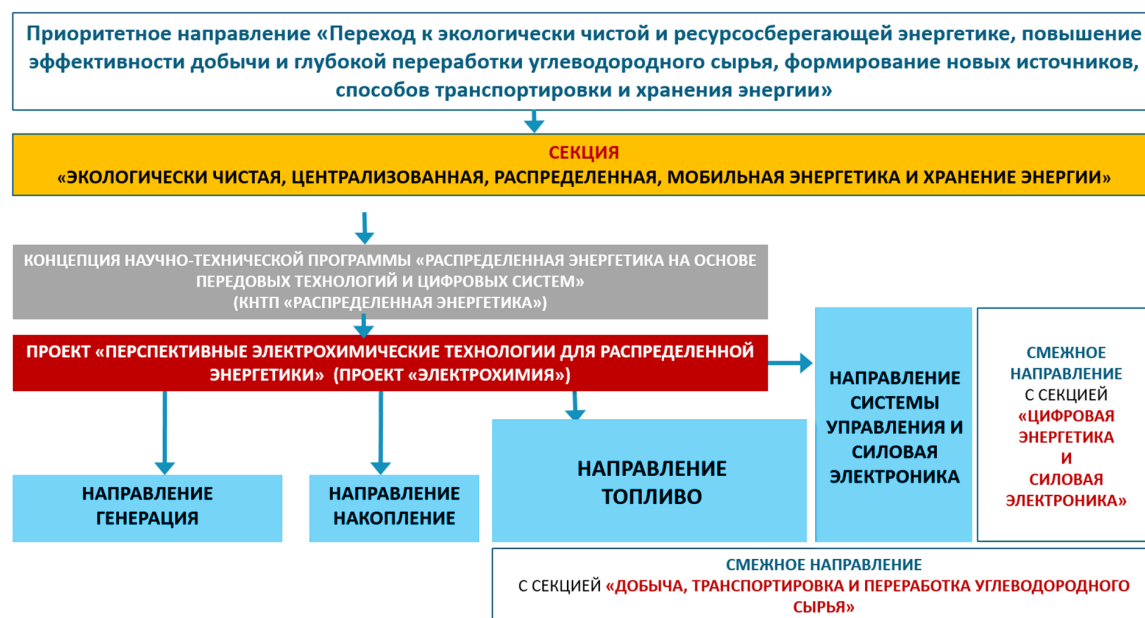 Приоритетное направление «Переход к экологически чистой и ресурсосберегающей энергетике, повышение
эффективности добычи и глубокой переработки углеводородного сырья, формирование новых источников,
способов транспортировки и хранения энергии»
СЕКЦИЯ
«ЭКОЛОГИЧЕСКИ ЧИСТАЯ, ЦЕНТРАЛИЗОВАННАЯ, РАСПРЕДЕЛЕННАЯ, МОБИЛЬНАЯ ЭНЕРГЕТИКА И ХРАНЕНИЕ ЭНЕРГИИ»
КОНЦЕПЦИЯ НАУЧНО-ТЕХНИЧЕСКОЙ ПРОГРАММЫ «РАСПРЕДЕЛЕННАЯ ЭНЕРГЕТИКА НА ОСНОВЕ
ПЕРЕДОВЫХ ТЕХНОЛОГИЙ И ЦИФРОВЫХ СИСТЕМ»
(КНТП «РАСПРЕДЕЛЕННАЯ ЭНЕРГЕТИКА»)
ПРОЕКТ «ПЕРСПЕКТИВНЫЕ ЭЛЕКТРОХИМИЧЕСКИЕ ТЕХНОЛОГИИ ДЛЯ РАСПРЕДЕЛЕННОЙ
ЭНЕРГЕТИКИ» (ПРОЕКТ «ЭЛЕКТРОХИМИЯ»)
НАПРАВЛЕНИЕ
ГЕНЕРАЦИЯ
НАПРАВЛЕНИЕ
НАКОПЛЕНИЕ
НАПРАВЛЕНИЕ
ТОПЛИВО
НАПРАВЛЕНИЕ
СИСТЕМЫ
УПРАВЛЕНИЯ И
СИЛОВАЯ
ЭЛЕКТРОНИКА
СМЕЖНОЕ
НАПРАВЛЕНИЕ
С СЕКЦИЕЙ
«ЦИФРОВАЯ
ЭНЕРГЕТИКА
И
СИЛОВАЯ
ЭЛЕКТРОНИКА»
СМЕЖНОЕ НАПРАВЛЕНИЕ
С СЕКЦИЕЙ «ДОБЫЧА, ТРАНСПОРТИРОВКА И ПЕРЕРАБОТКА УГЛЕВОДОРОДНОГО
СЫРЬЯ»